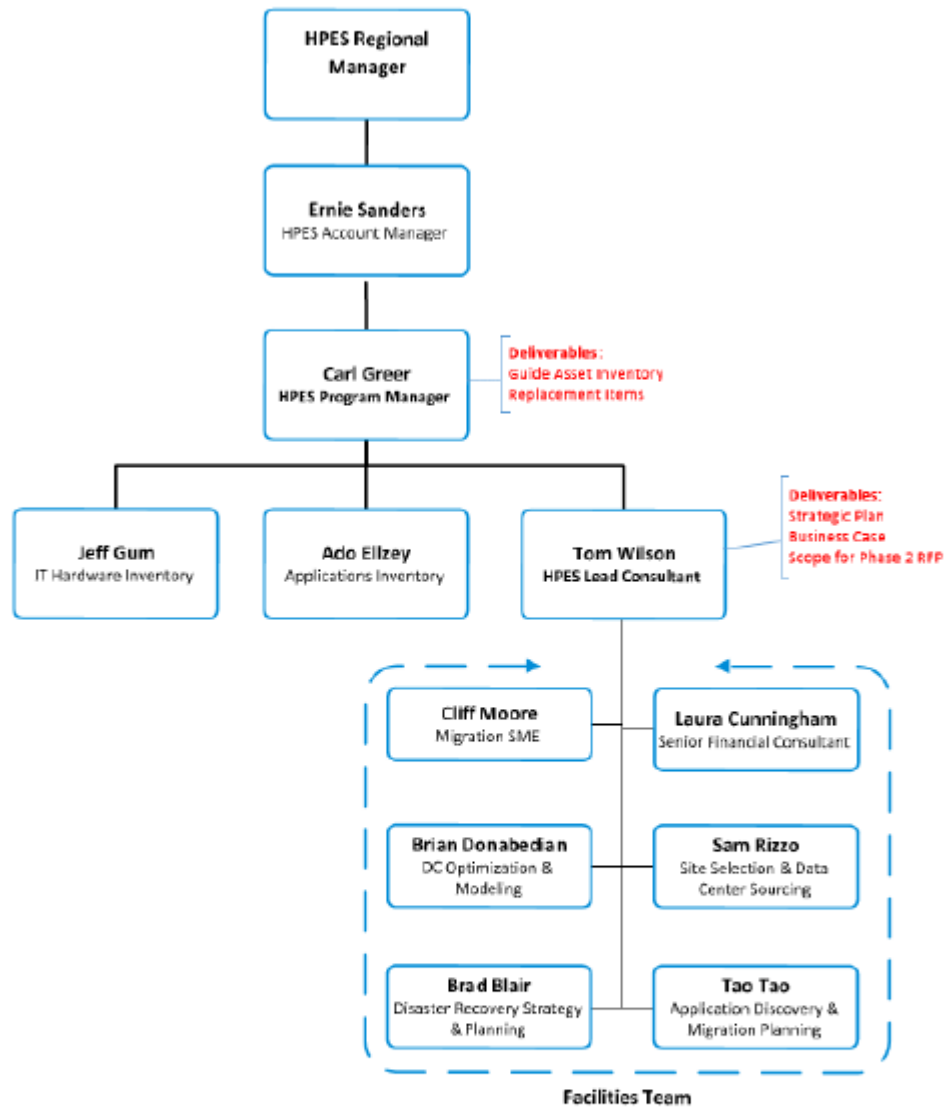 HPES Regional
Manager
Ernie Sanders
HPES Account Manager
Carl Greer
HPES Program Manager
Deliverables:
Guide Asset Inventory
Replacement Items
Jeff Gum
IT Hardware Inventory
Ado Ellzey
Applications Inventory
Tom Wilson
HPES Lead Consultant
Deliverables:
Strategic Plan
Business Case
Scope for Phase 2 RFP
Cliff Moore
Migration SME
Laura Cunningham
Senior Financial Consultant
Brian Donabedian
DC Optimization &
Modeling
Sam Rizzo
Site Selection & Data
Center Sourcing
Brad Blair
Disaster Recovery Strategy
& Planning
Tao Tao
Application Discovery &
Migration Planning
Facilities Team